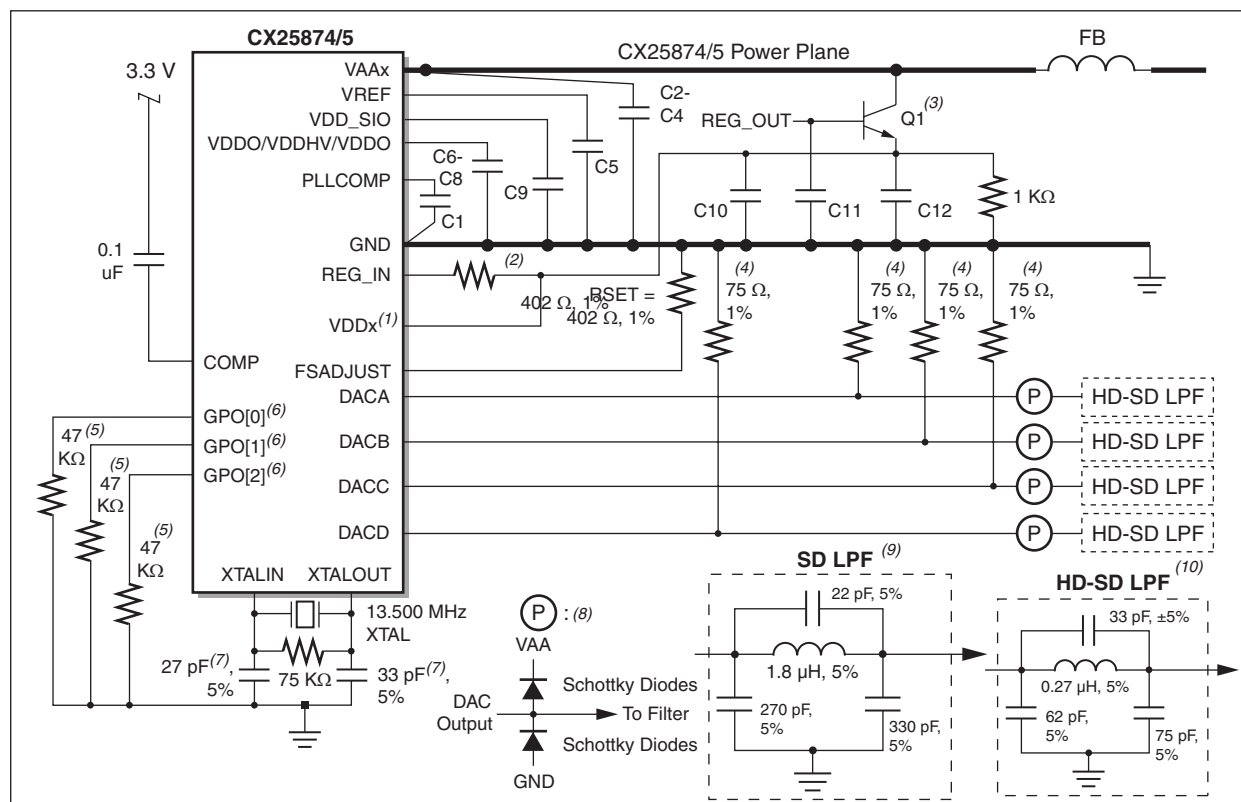 CX25874/5
CX25874/5 Power Plane
FB
3.3 V
VAAx
VREF
VDD_SIO
VDDO/VDDHV/VDDO
PLLCOMP
GND
REG_IN
VDDx(1)
FSADJUST
COMP
DACA
DACB
DACC
DACD
GPO[0](6)
GPO[1](6)
GPO[2](6)
XTALIN
XTALOUT
C2-
C4
C6-
C8
C1
C9
C5
REG_OUT
Q1(3)
C10
C11
C12
1 KΩ
0.1
uF
(2)
402 Ω, 1%
RSET =
402 Ω, 1%
(4)
75 Ω,
1%
(4)
75 Ω,
1%
(4)
75 Ω,
1%
(4)
75 Ω,
1%
P
HD-SD LPF
P
HD-SD LPF
P
HD-SD LPF
P
HD-SD LPF
47(5)
KΩ
47(5)
KΩ
47(5)
KΩ
13.500 MHz
XTAL
27 pF(7),
5%
75 KΩ
33 pF(7),
5%
P : (8)
VAA
Schottky Diodes
DAC
Output
To Filter
Schottky Diodes
GND
SD LPF (9)
22 pF, 5%
1.8 µH, 5%
270 pF,
5%
330 pF,
5%
HD-SD LPF (10)
33 pF, ±5%
0.27 µH, 5%
62 pF,
5%
75 pF,
5%